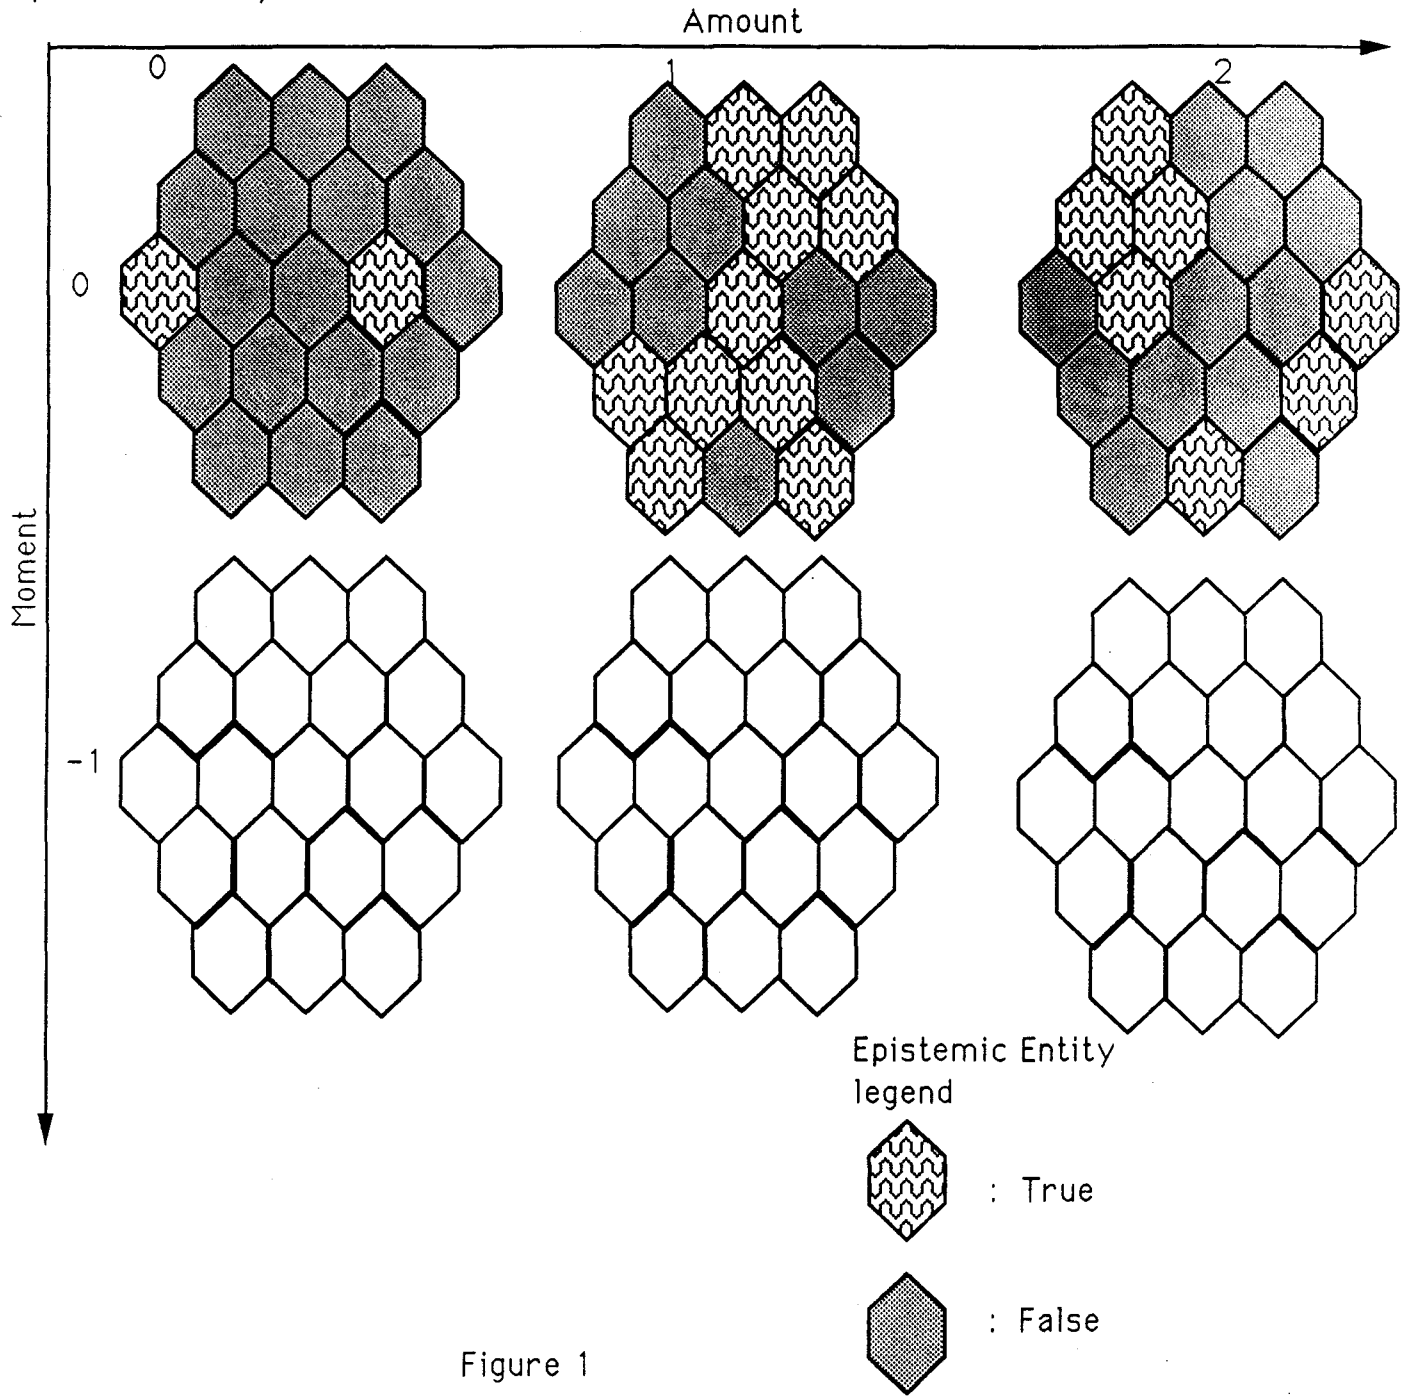 Amount
0 1 2
0
Moment
-1
Epistemic Entity
legend
: True
: False
Figure 1